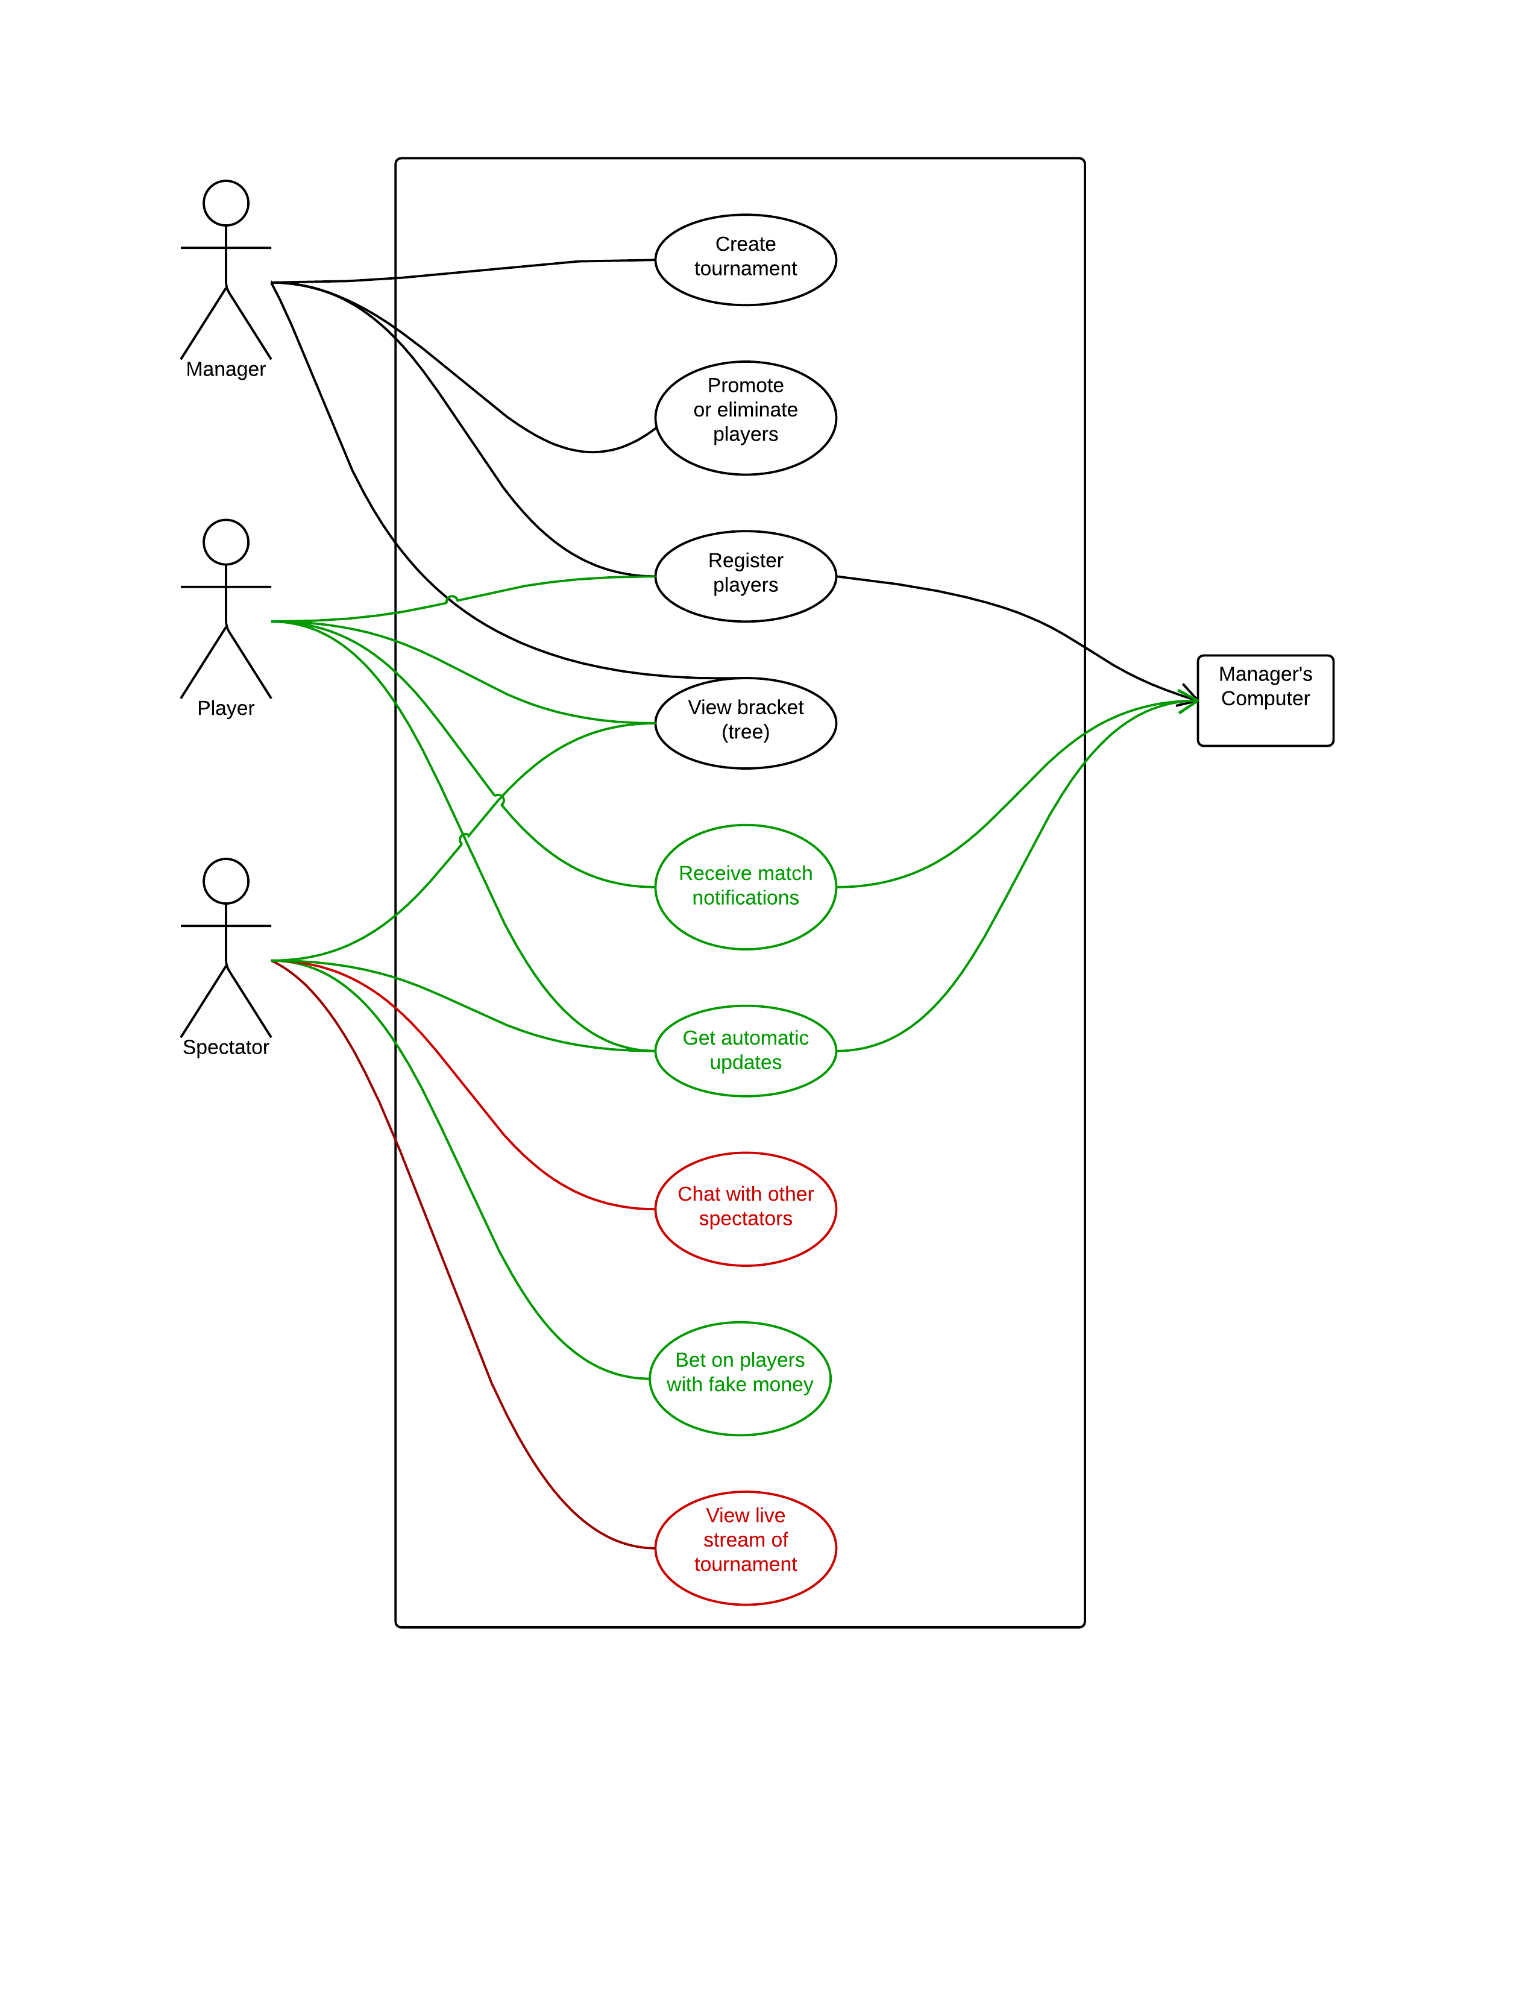 Manager
Player
Spectator
Create
tournament
Promote
or eliminate
players
Register
players
View bracket
(tree)
Receive match
notifications
Get automatic
updates
Chat with other
spectators
Bet on players
with fake money
View live
stream of
tournament
Manager's
Computer